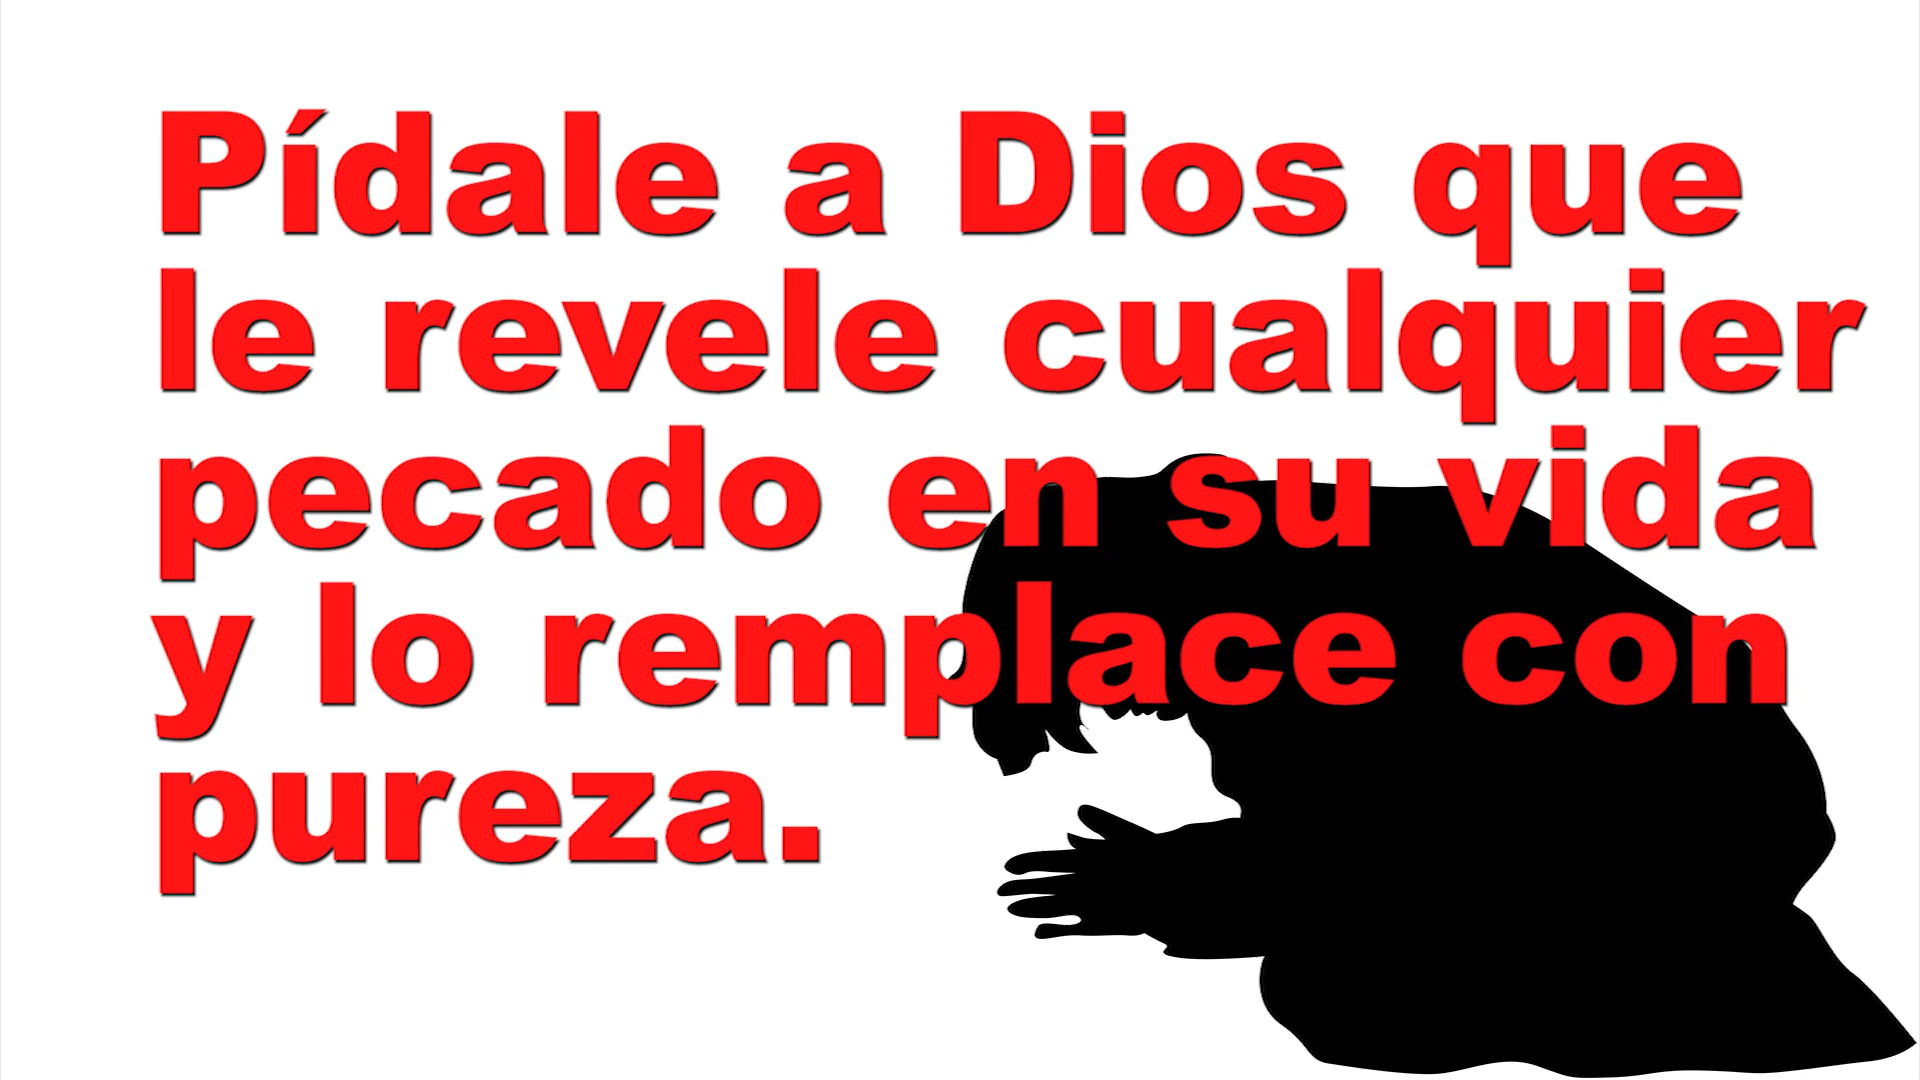 Pídale a Dios que
le revele cualquier
pecado en su vida
y lo remplace con
pureza.